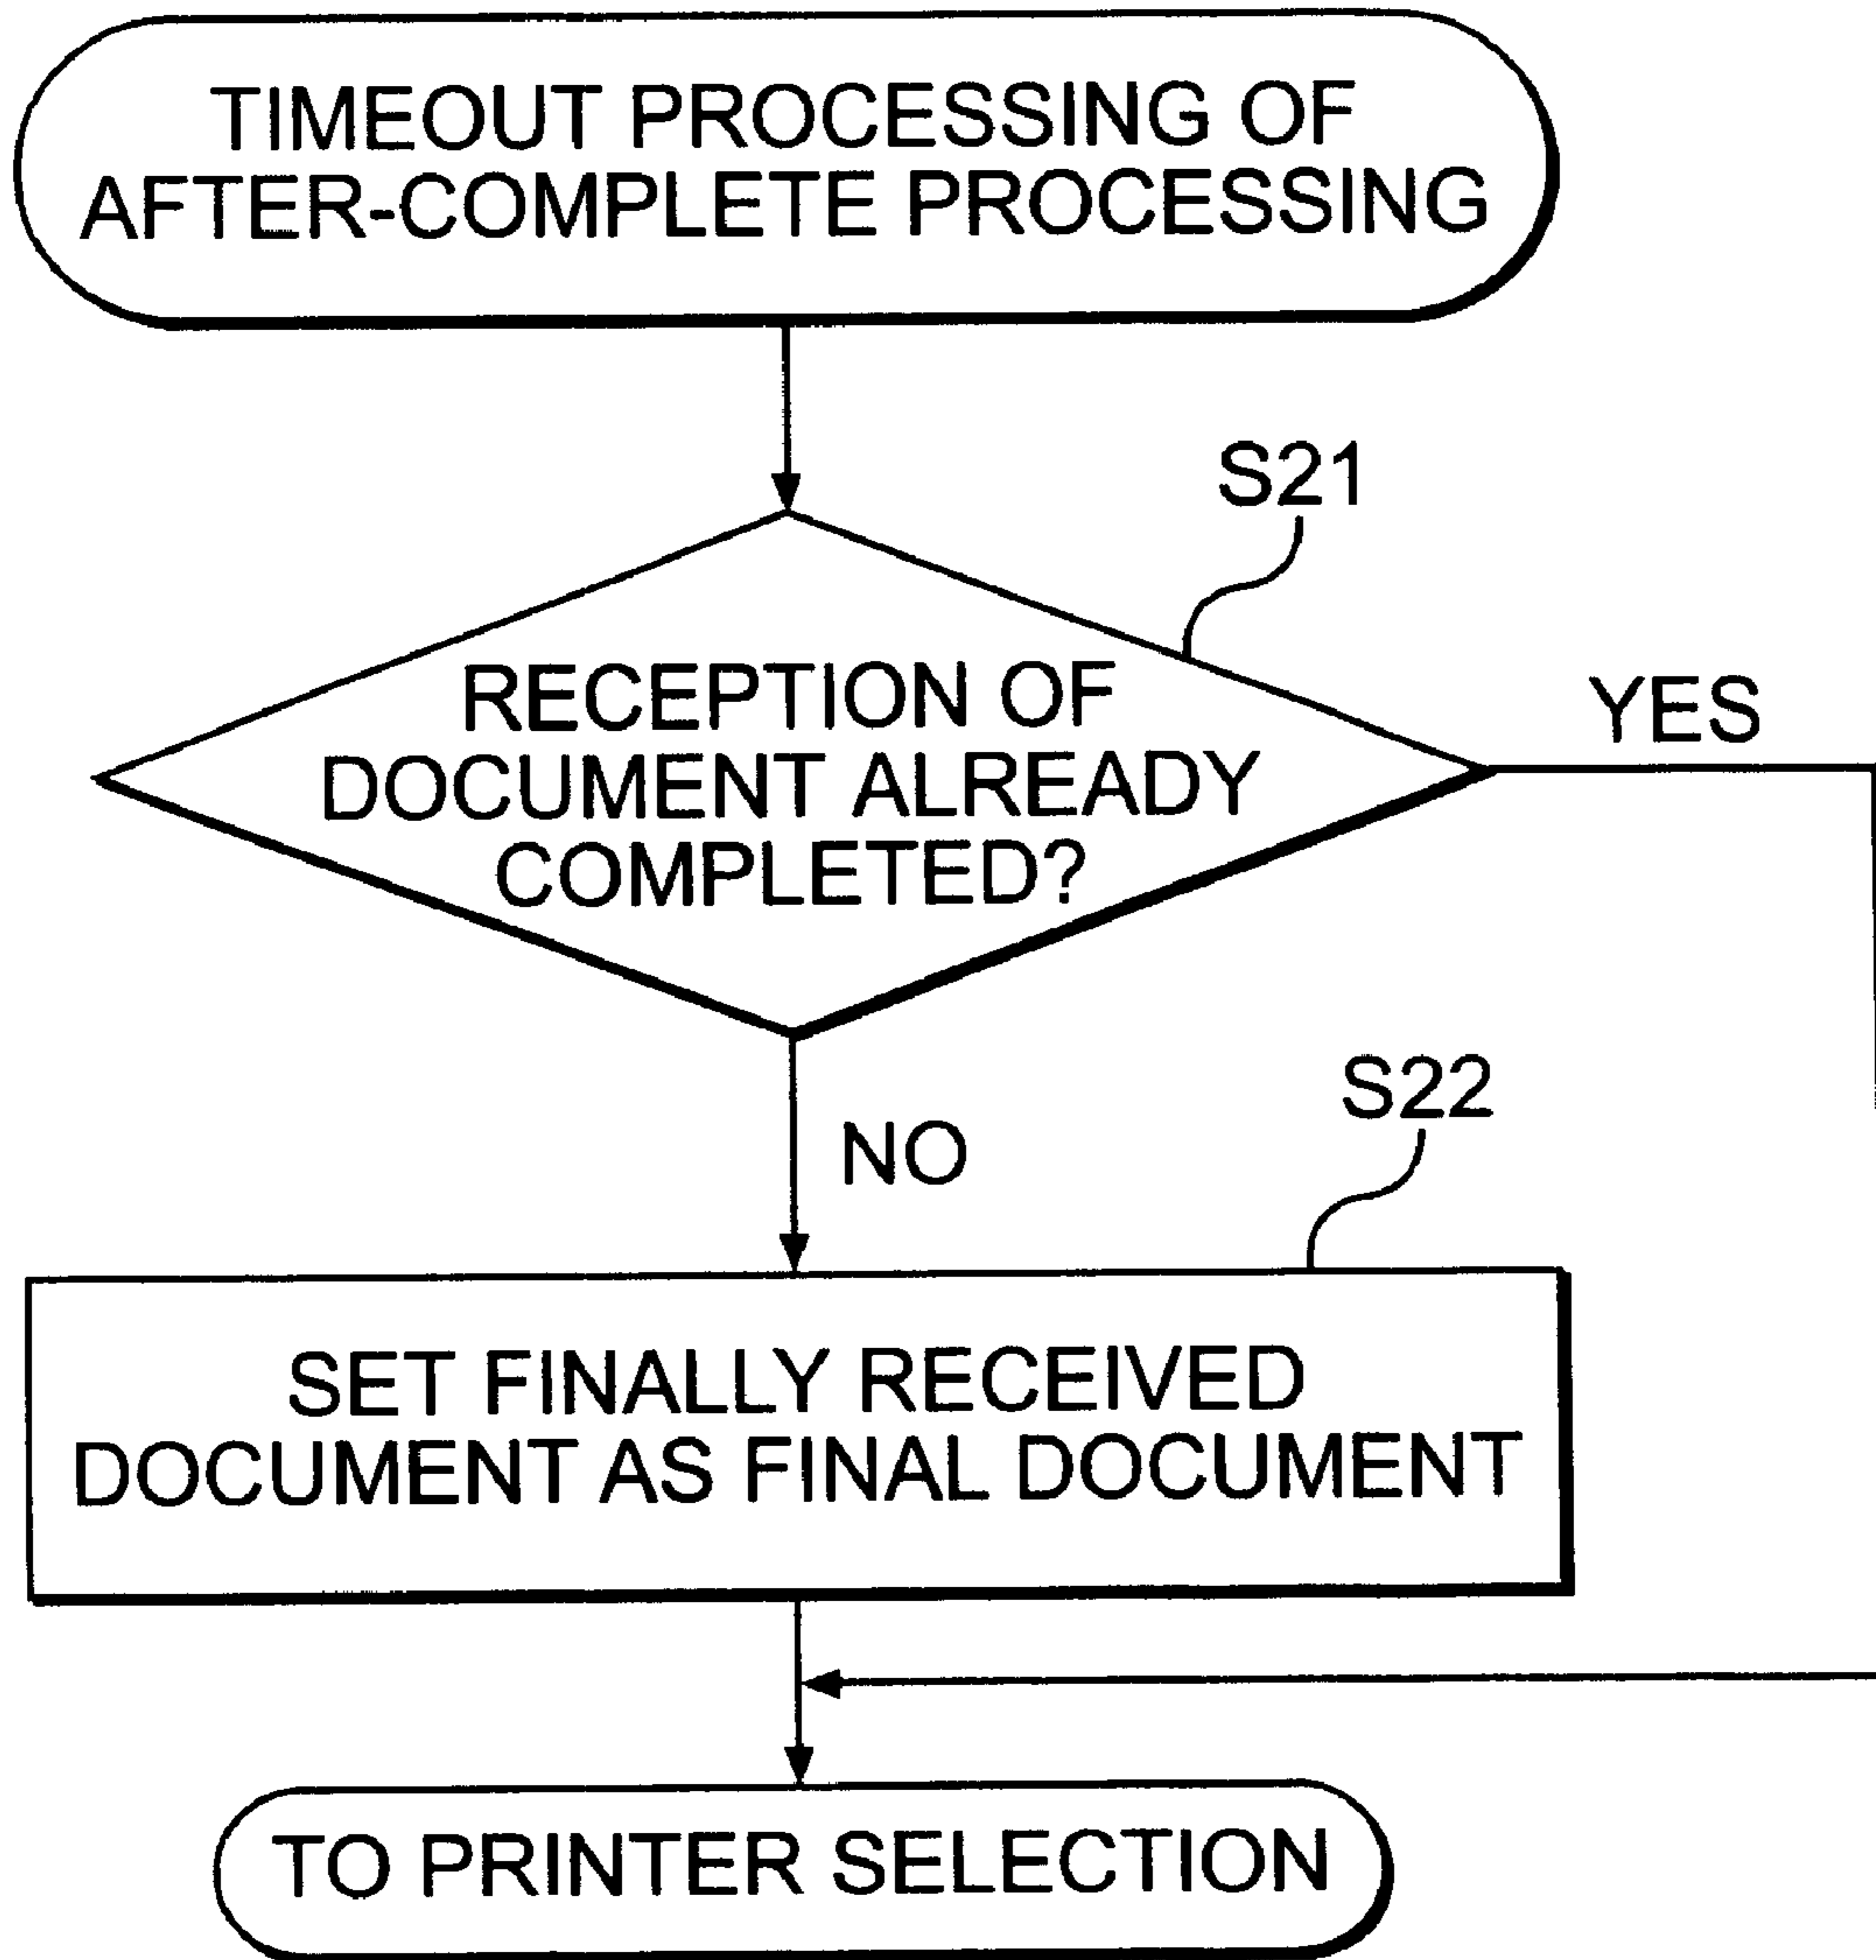 TIMEOUT PROCESSING OF
AFTER-COMPLETE PROCESSING
S21
RECEPTION OF
DOCUMENT ALREADY
COMPLETED?
YES
NO
S22
SET FINALLY RECEIVED
DOCUMENT AS FINAL DOCUMENT
TO PRINTER SELECTION